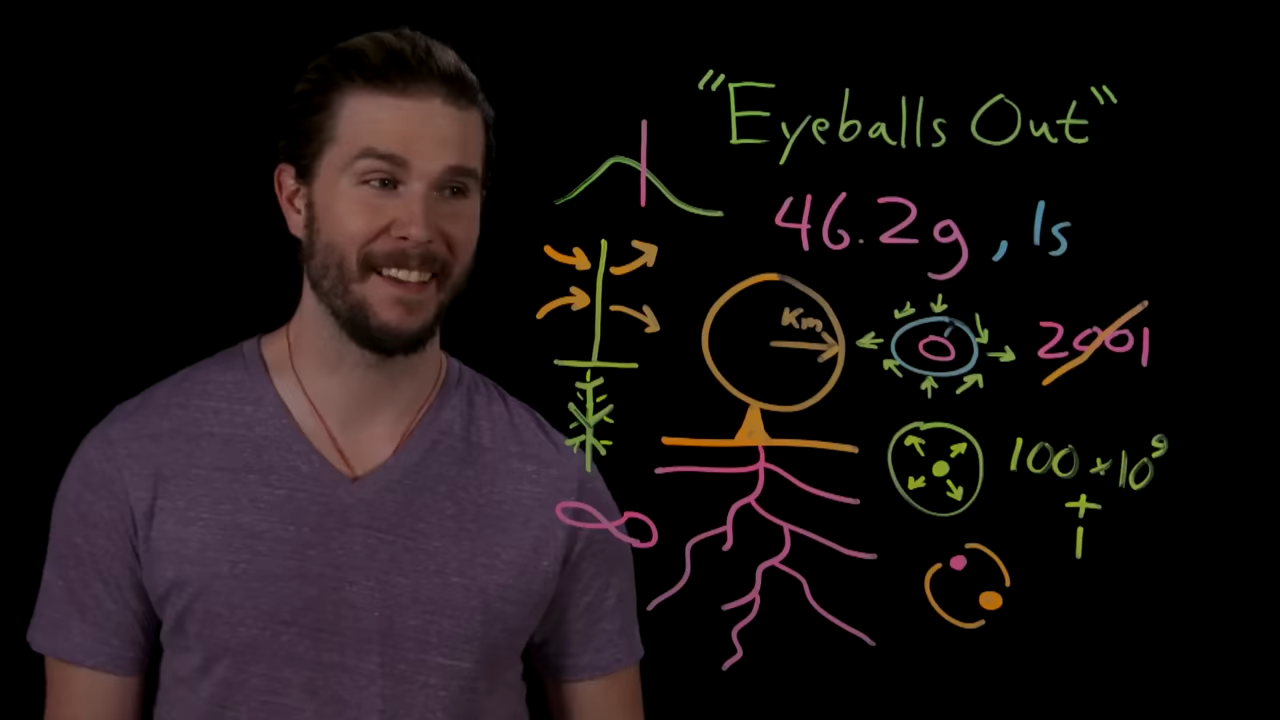 "Eyeballs Out"
46.2g, 1s
Km
2001
100 × 10⁹
+
1
∞